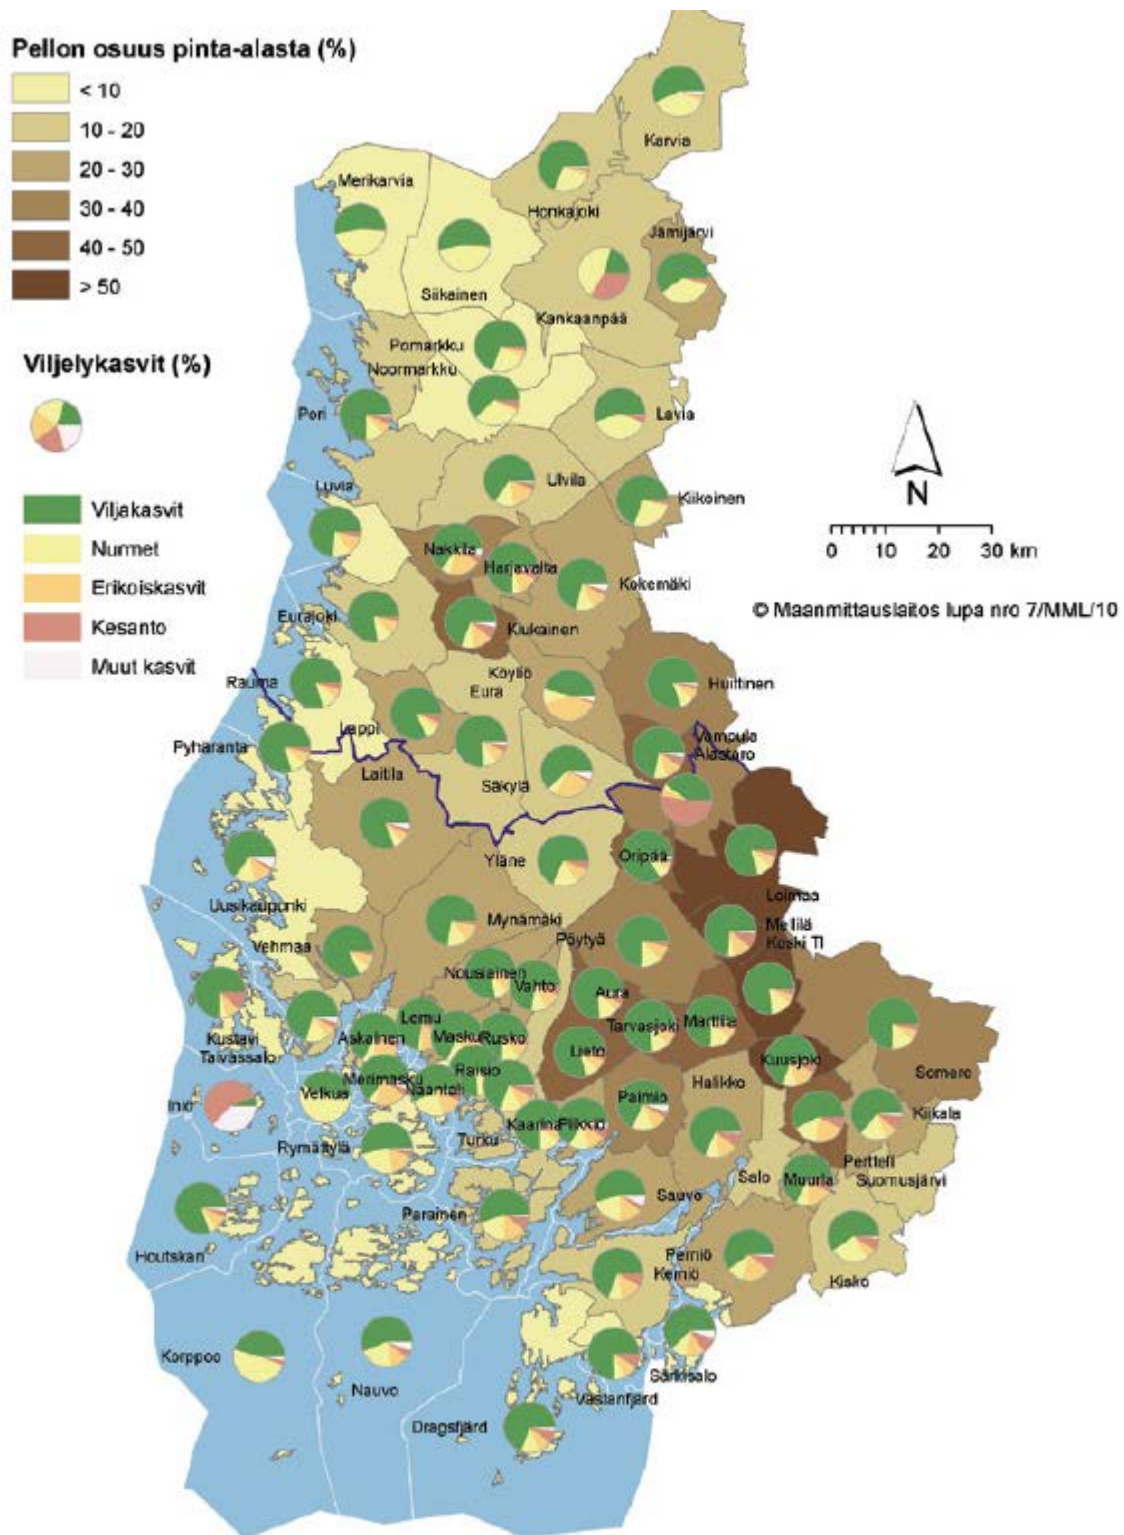 Pellon osuus pinta-alasta (%)
< 10
10 - 20
20 - 30
30 - 40
40 - 50
> 50
Viljelykasvit (%)
Viljakasvit
Nurmet
Erikoiskasvit
Kesanto
Muut kasvit
N
0 10 20 30 km
© Maanmittauslaitos lupa nro 7/MML/10
Karvia
Merikarvia
Honkajoki
Jämijärvi
Siikainen
Kankaanpää
Pomarkku
Noormarkku
Pori
Lavia
Ulvila
Luvia
Kiikoinen
Nakkila
Harjavalta
Kokemäki
Eurajoki
Kiukainen
Köyliö
Rauma
Eura
Huittinen
Lappi
Vampula
Pyharanta
Alastaro
Laitila
Säkylä
Yläne
Oripää
Loimaa
Uusikaupunki
Mynämäki
Mellilä
Vehmaa
Pöytyä
Koski Tl
Nousiainen
Vahto
Aura
Lemu
Tarvasjoki
Marttila
Kustavi
Askainen
Masku
Rusko
Taivassalo
Lieto
Kuusjoki
Raisio
Somero
Merimasku
Halikko
Velkua
Naantali
Paimio
Iniö
Kiikala
Kaarina
Piikkiö
Rymättylä
Turku
Pertteli
Salo
Muurla
Suomusjärvi
Sauvo
Parainen
Houtskari
Perniö
Kemiö
Kisko
Korppoo
Nauvo
Särkisalo
Västanfjärd
Dragsfjärd